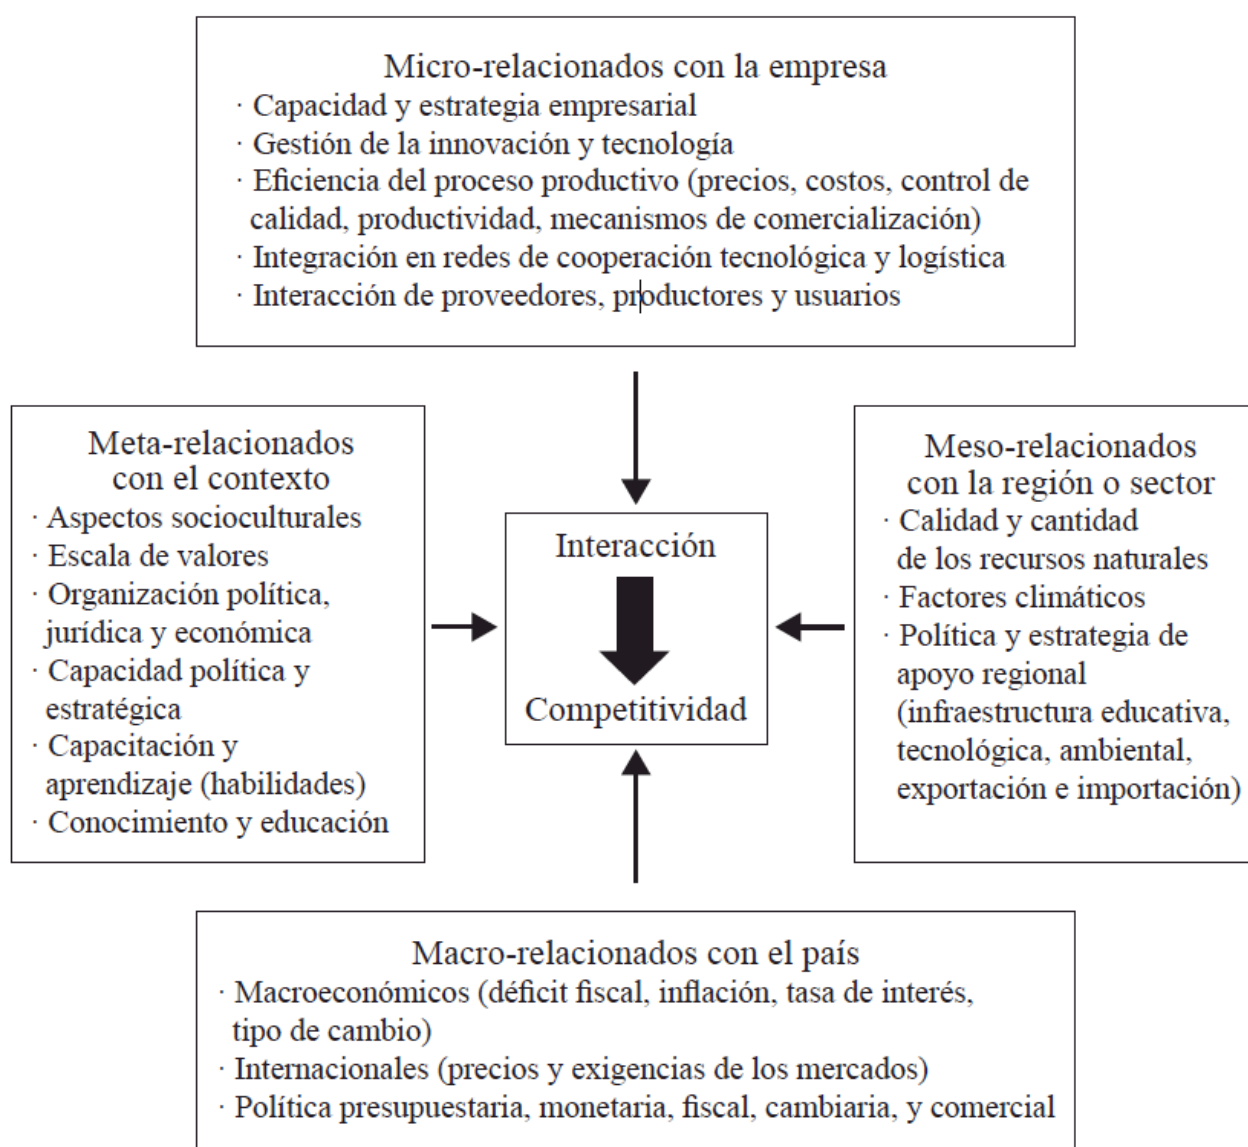 Micro-relacionados con la empresa
· Capacidad y estrategia empresarial
· Gestión de la innovación y tecnología
· Eficiencia del proceso productivo (precios, costos, control de
calidad, productividad, mecanismos de comercialización)
· Integración en redes de cooperación tecnológica y logística
· Interacción de proveedores, productores y usuarios
Meta-relacionados
con el contexto
· Aspectos socioculturales
· Escala de valores
· Organización política,
jurídica y económica
· Capacidad política y
estratégica
· Capacitación y
aprendizaje (habilidades)
· Conocimiento y educación
Interacción
Competitividad
Meso-relacionados
con la región o sector
· Calidad y cantidad
de los recursos naturales
· Factores climáticos
· Política y estrategia de
apoyo regional
(infraestructura educativa,
tecnológica, ambiental,
exportación e importación)
Macro-relacionados con el país
· Macroeconómicos (déficit fiscal, inflación, tasa de interés,
tipo de cambio)
· Internacionales (precios y exigencias de los mercados)
· Política presupuestaria, monetaria, fiscal, cambiaria, y comercial